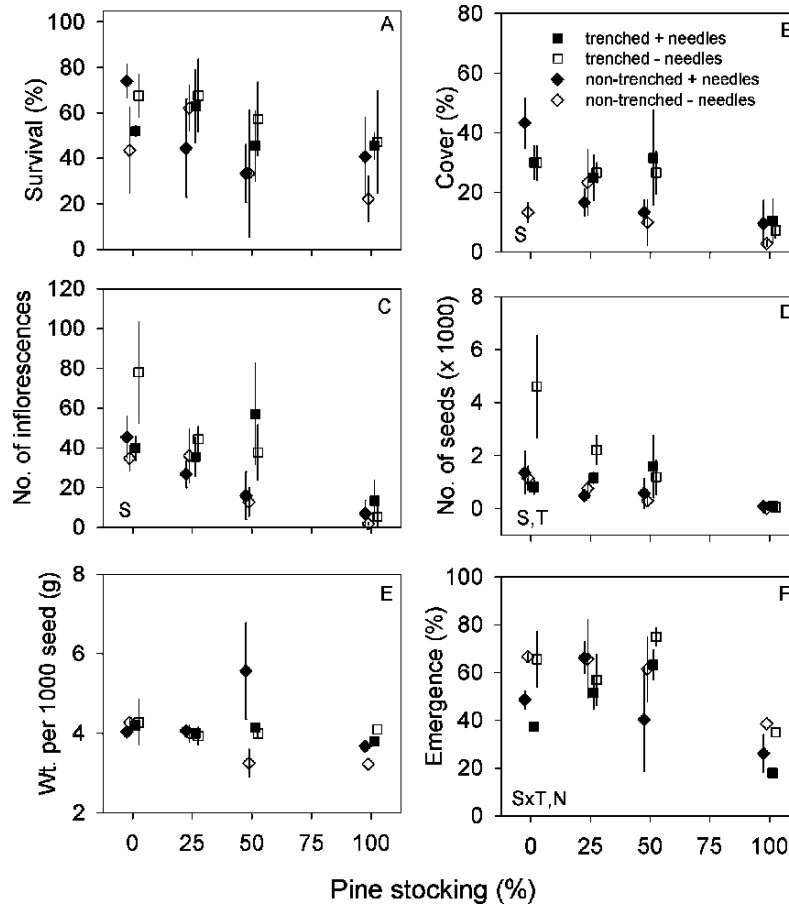 A
Survival (%)
80
60
40
20
0
B
Cover (%)
80
60
40
20
0
trenched + needles
trenched - needles
non-trenched + needles
non-trenched - needles
S
C
No. of inflorescences
120
100
80
60
40
20
0
S
D
No. of seeds (x 1000)
8
6
4
2
0
S,T
E
Wt. per 1000 seed (g)
8
6
4
2
0 25 50 75 100
F
Emergence (%)
100
80
60
40
20
0
SxT,N
0 25 50 75 100
Pine stocking (%)